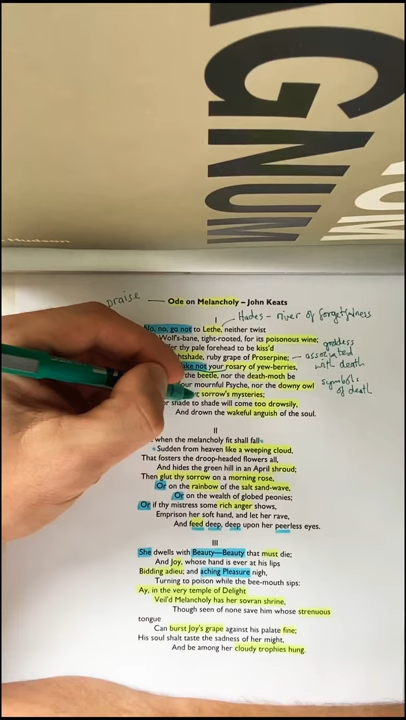 GNUM
Hudson
praise
Ode on Melancholy – John Keats
Hades - river of forgetfulness
I
No, no, go not to Lethe, neither twist
Wolf's-bane, tight-rooted, for its poisonous wine;
thy pale forehead to be kiss'd
ruby grape of Proserpine;
goddess associated with death
not your rosary of yew-berries,
the beetle, nor the death-moth be
your mournful Psyche, nor the downy owl
symbols of death
sorrow's mysteries;
shade to shade will come too drowsily,
And drown the wakeful anguish of the soul.
II
when the melancholy fit shall fall
Sudden from heaven like a weeping cloud,
That fosters the droop-headed flowers all,
And hides the green hill in an April shroud;
Then glut thy sorrow on a morning rose,
Or on the rainbow of the salt sand-wave,
Or on the wealth of globed peonies;
Or if thy mistress some rich anger shows,
Emprison her soft hand, and let her rave,
And feed deep, deep upon her peerless eyes.
III
She dwells with Beauty—Beauty that must die;
And Joy, whose hand is ever at his lips
Bidding adieu; and aching Pleasure nigh,
Turning to poison while the bee-mouth sips:
Ay, in the very temple of Delight
Veil'd Melancholy has her sovran shrine,
Though seen of none save him whose strenuous
tongue
Can burst Joy's grape against his palate fine;
His soul shalt taste the sadness of her might,
And be among her cloudy trophies hung.